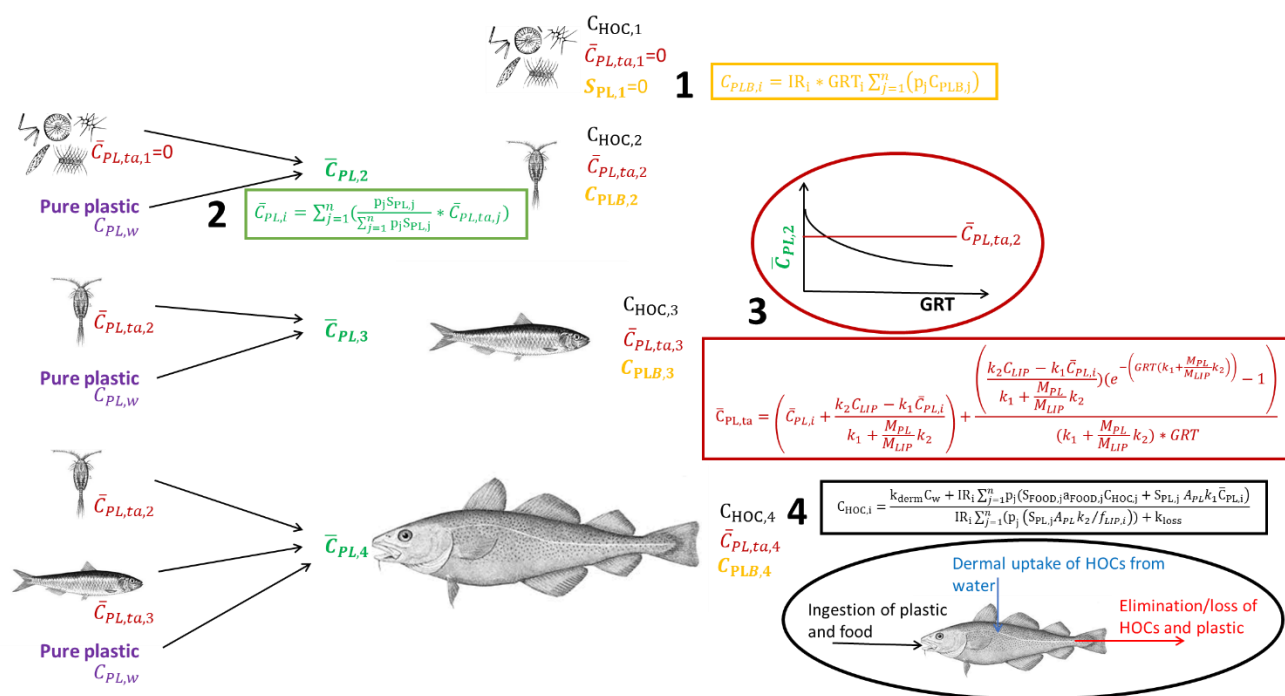 C_HOC,1
C̄_PL,ta,1=0
S_PL,1=0
1
C_PLB,i = IR_i * GRT_i ∑_{j=1}^{n}(p_j C_PLB,j)
C̄_PL,ta,1=0
Pure plastic
C_PL,w
C̄_PL,2
2
C̄_PL,i = ∑_{j=1}^{n}(p_j S_PL,j / ∑_{j=1}^{n} p_j S_PL,j * C̄_PL,ta,j)
C_HOC,2
C̄_PL,ta,2
C_PLB,2
3
C̄_PL,2
C̄_PL,ta,2
GRT
C̄_PL,ta,2
Pure plastic
C_PL,w
C̄_PL,3
C_HOC,3
C̄_PL,ta,3
C_PLB,3
C̄_PL,ta = (C̄_PL,i + (k_2 C_LIP − k_1 C̄_PL,i) / (k_1 + (M_PL/M_LIP) k_2)) + (((k_2 C_LIP − k_1 C̄_PL,i) / (k_1 + (M_PL/M_LIP) k_2))(e^{−(GRT(k_1 + (M_PL/M_LIP) k_2))} − 1)) / ((k_1 + (M_PL/M_LIP) k_2) * GRT)
C̄_PL,ta,2
C̄_PL,ta,3
Pure plastic
C_PL,w
C̄_PL,4
C_HOC,4
C̄_PL,ta,4
C_PLB,4
4
C_HOC,i = (k_derm C_w + IR_i ∑_{j=1}^{n} p_j(S_FOOD,j a_FOOD,j C_HOC,j + S_PL,j A_PL k_1 C̄_PL,i)) / (IR_i ∑_{j=1}^{n}(p_j (S_PL,j A_PL k_2/f_LIP,i)) + k_loss)
Dermal uptake of HOCs from
water
Ingestion of plastic
and food
Elimination/loss of
HOCs and plastic